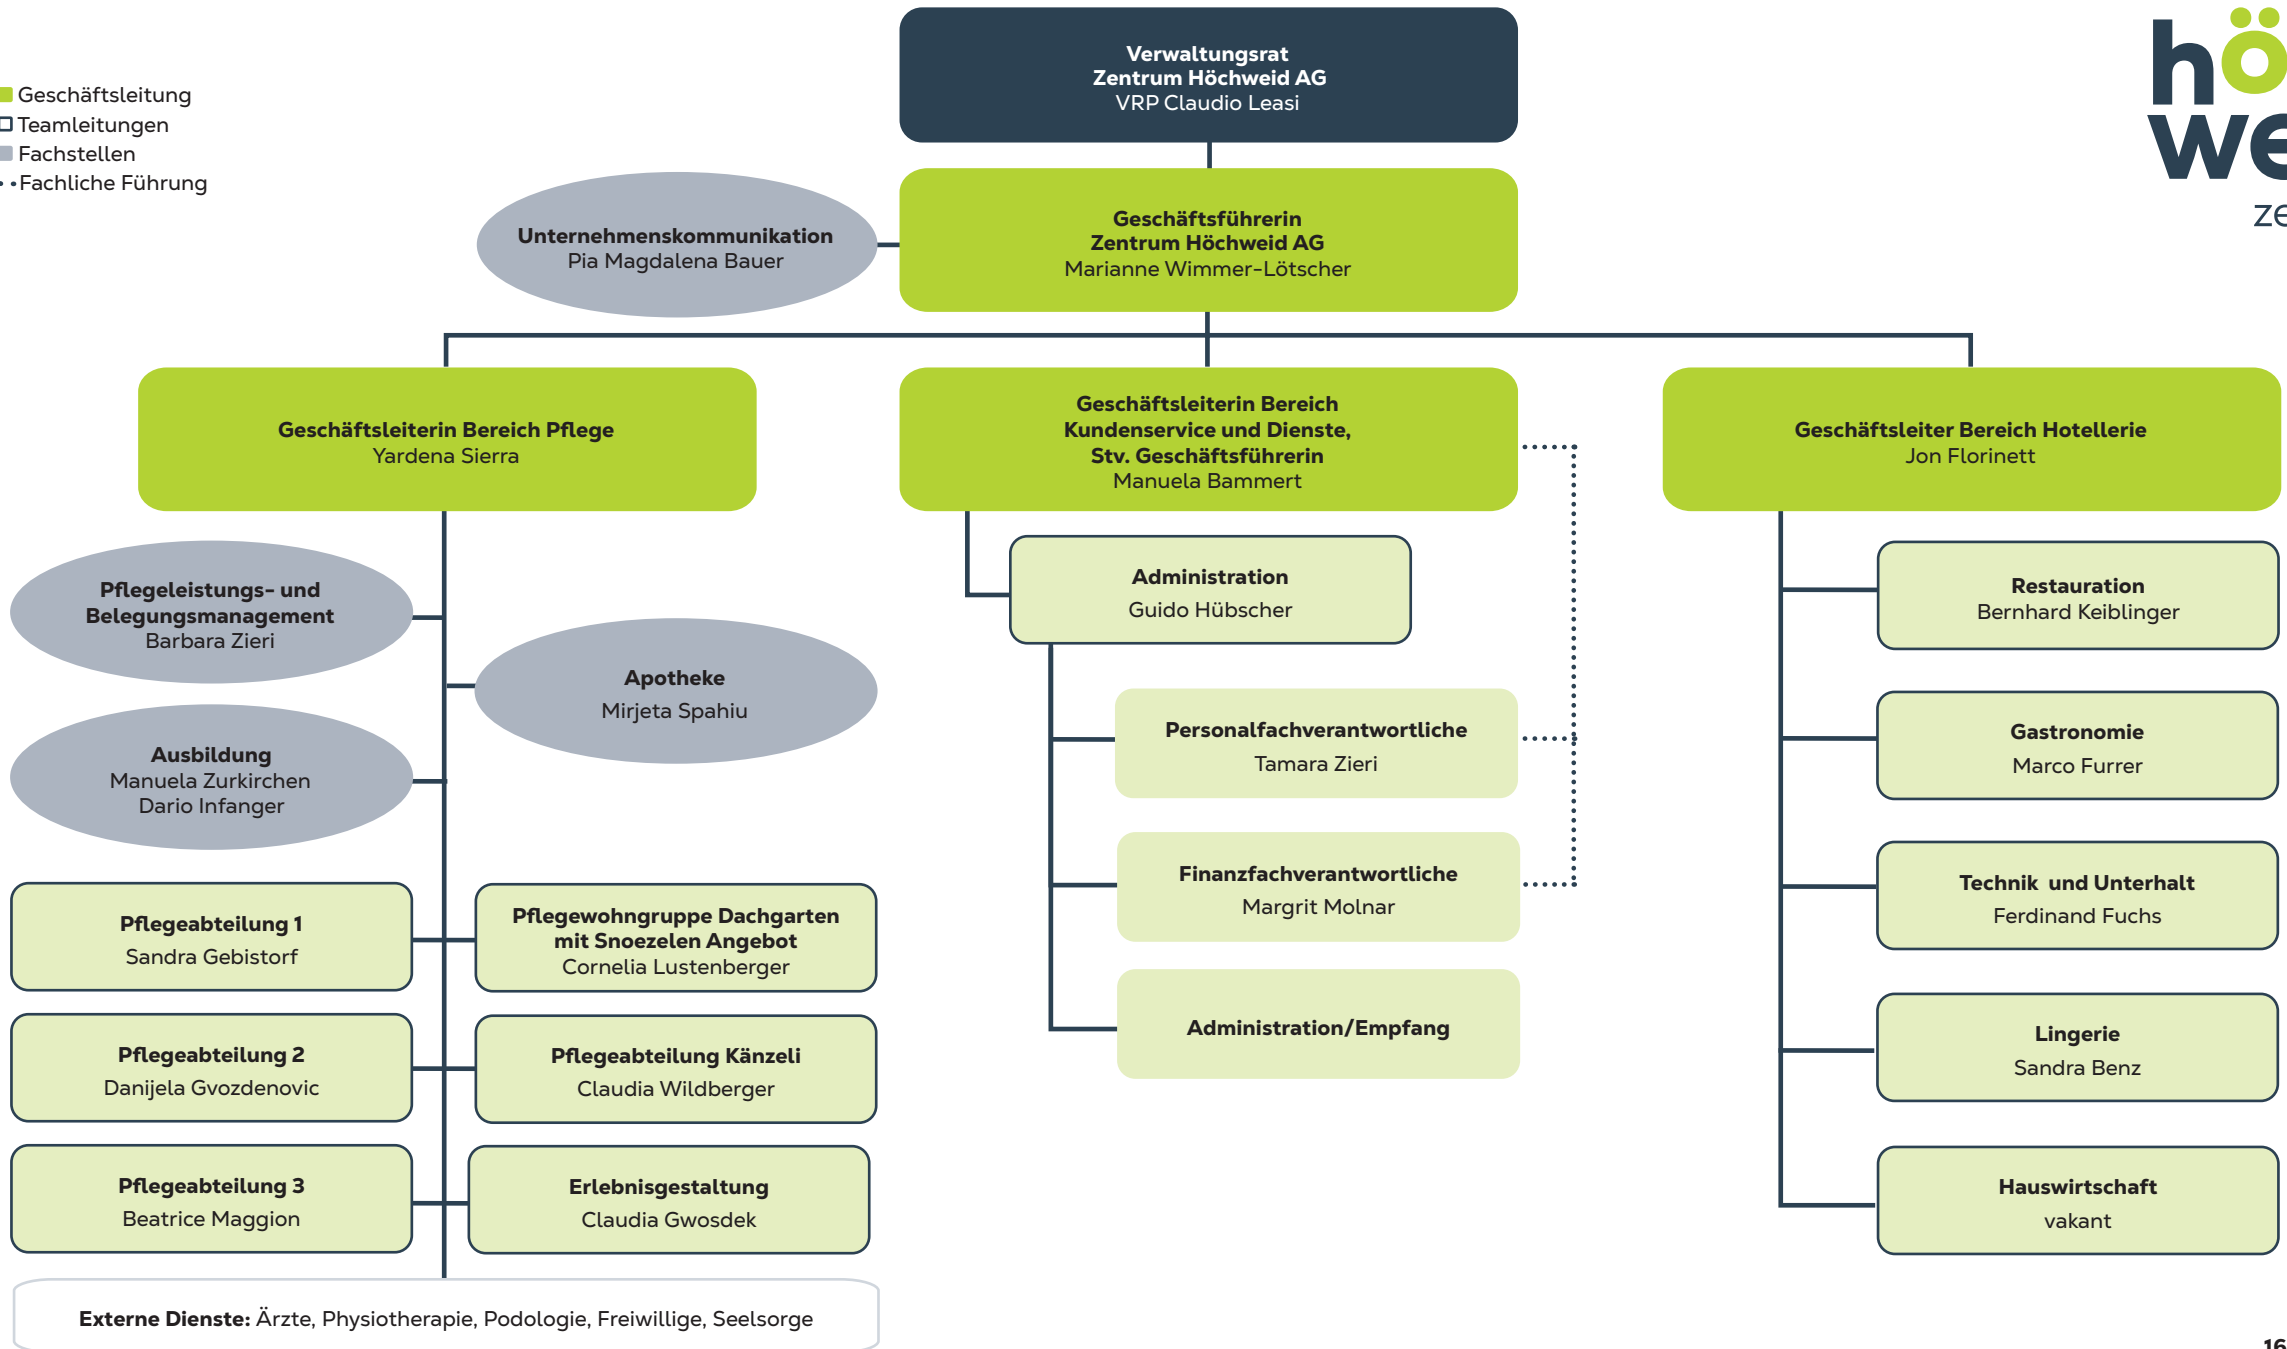 Geschäftsleitung
Teamleitungen
Fachstellen
Fachliche Führung
hö
we
ze
Verwaltungsrat
Zentrum Höchweid AG
VRP Claudio Leasi
Unternehmenskommunikation
Pia Magdalena Bauer
Geschäftsführerin
Zentrum Höchweid AG
Marianne Wimmer-Lötscher
Geschäftsleiterin Bereich Pflege
Yardena Sierra
Geschäftsleiterin Bereich
Kundenservice und Dienste,
Stv. Geschäftsführerin
Manuela Bammert
Geschäftsleiter Bereich Hotellerie
Jon Florinett
Pflegeleistungs- und
Belegungsmanagement
Barbara Zieri
Apotheke
Mirjeta Spahiu
Ausbildung
Manuela Zurkirchen
Dario Infanger
Pflegeabteilung 1
Sandra Gebistorf
Pflegewohngruppe Dachgarten
mit Snoezelen Angebot
Cornelia Lustenberger
Pflegeabteilung 2
Danijela Gvozdenovic
Pflegeabteilung Känzeli
Claudia Wildberger
Pflegeabteilung 3
Beatrice Maggion
Erlebnisgestaltung
Claudia Gwosdek
Externe Dienste: Ärzte, Physiotherapie, Podologie, Freiwillige, Seelsorge
Administration
Guido Hübscher
Personalfachverantwortliche
Tamara Zieri
Finanzfachverantwortliche
Margrit Molnar
Administration/Empfang
Restauration
Bernhard Keiblinger
Gastronomie
Marco Furrer
Technik und Unterhalt
Ferdinand Fuchs
Lingerie
Sandra Benz
Hauswirtschaft
vakant
16